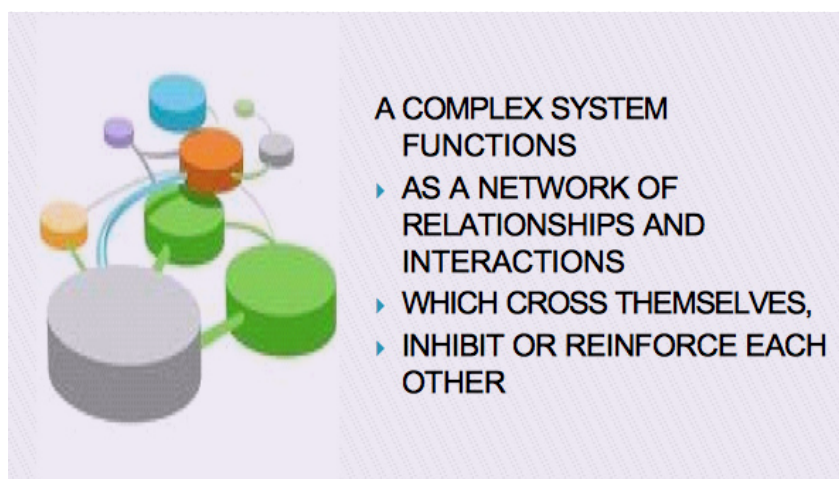 A COMPLEX SYSTEM
FUNCTIONS
AS A NETWORK OF
RELATIONSHIPS AND
INTERACTIONS
WHICH CROSS THEMSELVES,
INHIBIT OR REINFORCE EACH
OTHER